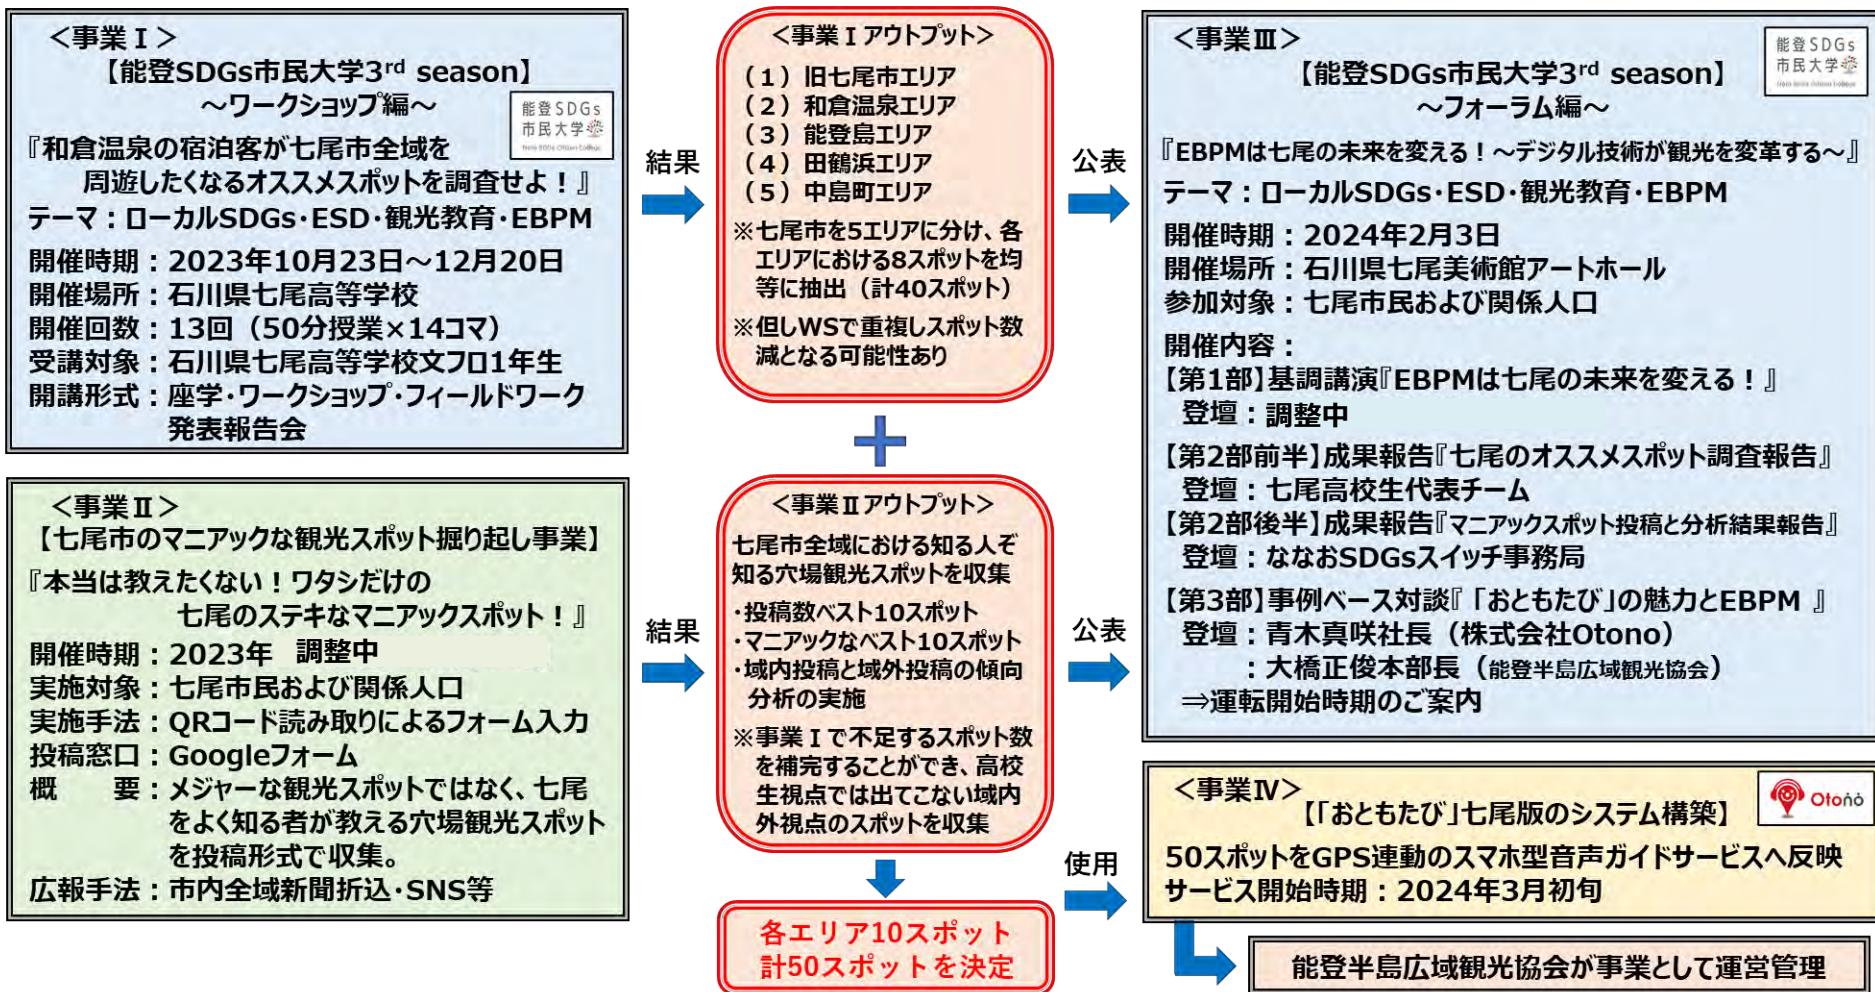 <事業Ⅰ>
【能登SDGs市民大学3rd season】
～ワークショップ編～
能登SDGs
市民大学
『和倉温泉の宿泊客が七尾市全域を
周遊したくなるオススメスポットを調査せよ！』
テーマ：ローカルSDGs・ESD・観光教育・EBPM
開催時期：2023年10月23日～12月20日
開催場所：石川県七尾高等学校
開催回数：13回（50分授業×14コマ）
受講対象：石川県七尾高等学校文フロ1年生
開講形式：座学・ワークショップ・フィールドワーク
発表報告会
結果
<事業Ⅰアウトプット>
（1）旧七尾市エリア
（2）和倉温泉エリア
（3）能登島エリア
（4）田鶴浜エリア
（5）中島町エリア
※七尾市を5エリアに分け、各
エリアにおける8スポットを均
等に抽出（計40スポット）
※但しWSで重複しスポット数
減となる可能性あり
公表
<事業Ⅱ>
【七尾市のマニアックな観光スポット掘り起し事業】
『本当は教えたくない！ワタシだけの
七尾のステキなマニアックスポット！』
開催時期：2023年 調整中
実施対象：七尾市民および関係人口
実施手法：QRコード読み取りによるフォーム入力
投稿窓口：Googleフォーム
概　要：メジャーな観光スポットではなく、七尾
をよく知る者が教える穴場観光スポット
を投稿形式で収集。
広報手法：市内全域新聞折込・SNS等
結果
<事業Ⅱアウトプット>
七尾市全域における知る人ぞ
知る穴場観光スポットを収集
・投稿数ベスト10スポット
・マニアックなベスト10スポット
・域内投稿と域外投稿の傾向
分析の実施
※事業Ⅰで不足するスポット数
を補完することができ、高校
生視点では出てこない域内
外視点のスポットを収集
公表
各エリア10スポット
計50スポットを決定
使用
<事業Ⅲ>
【能登SDGs市民大学3rd season】
～フォーラム編～
能登SDGs
市民大学
『EBPMは七尾の未来を変える！～デジタル技術が観光を変革する～』
テーマ：ローカルSDGs・ESD・観光教育・EBPM
開催時期：2024年2月3日
開催場所：石川県七尾美術館アートホール
参加対象：七尾市民および関係人口
開催内容：
【第1部】基調講演『EBPMは七尾の未来を変える！』
登壇：調整中
【第2部前半】成果報告『七尾のオススメスポット調査報告』
登壇：七尾高校生代表チーム
【第2部後半】成果報告『マニアックスポット投稿と分析結果報告』
登壇：ななおSDGsスイッチ事務局
【第3部】事例ベース対談『「おともたび」の魅力とEBPM 』
登壇：青木真咲社長（株式会社Otono）
：大橋正俊本部長（能登半島広域観光協会）
⇒運転開始時期のご案内
<事業Ⅳ>
【「おともたび」七尾版のシステム構築】
Otono
50スポットをGPS連動のスマホ型音声ガイドサービスへ反映
サービス開始時期：2024年3月初旬
能登半島広域観光協会が事業として運営管理